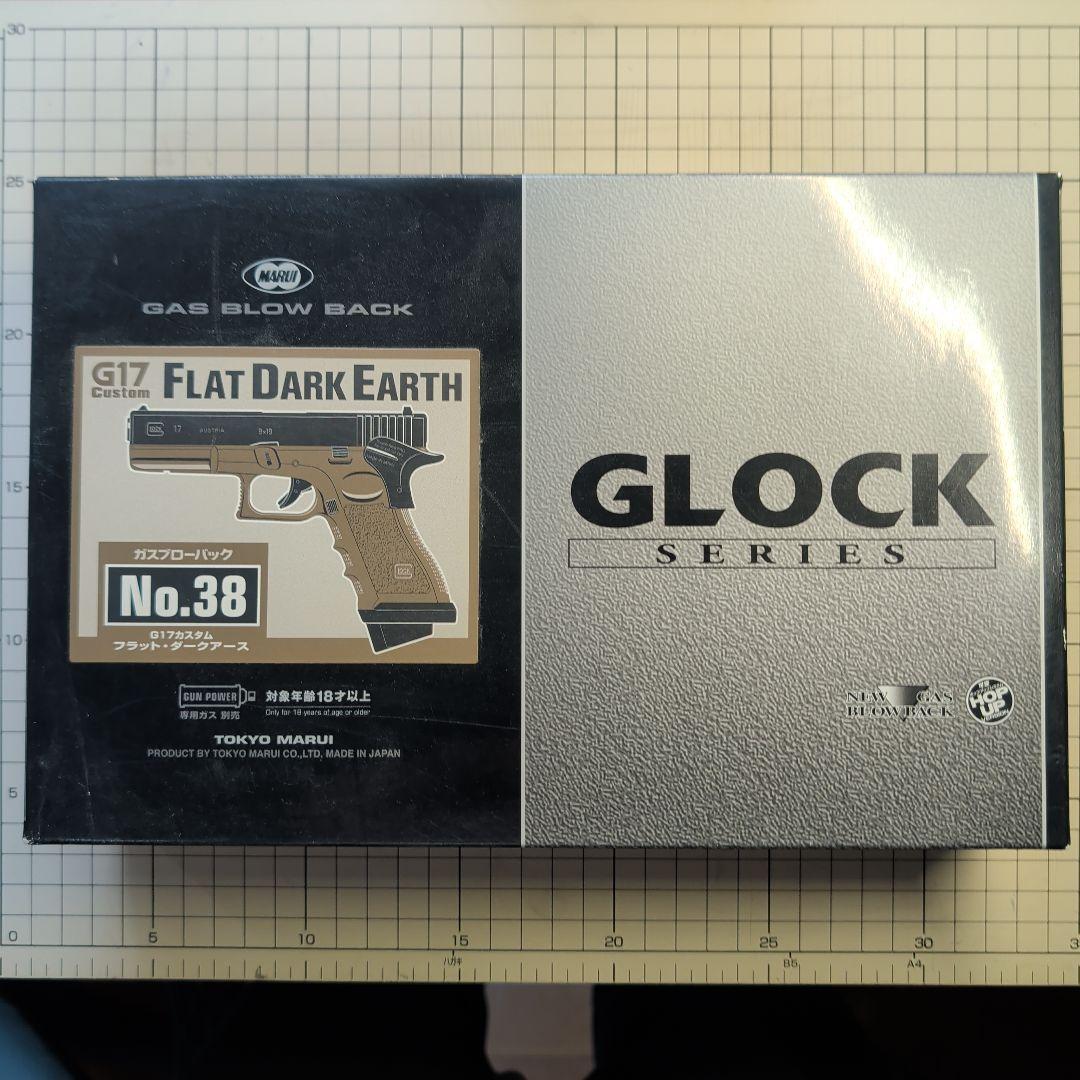 MARUI
GAS BLOW BACK
G17
Custom
FLAT DARK EARTH
GLOCK 17 AUSTRIA 9x19
ガスブローバック
No.38
G17カスタム
フラット・ダークアース
GUN POWER
専用ガス 別売
対象年齢18才以上
Only for 18 years of age or older
TOKYO MARUI
PRODUCT BY TOKYO MARUI CO.,LTD, MADE IN JAPAN
GLOCK
SERIES
NEW GAS
BLOWBACK
HOP
UP
30
25
20
15
10
5
0 5 10 15 20 25 30
ハガキ B5 A4